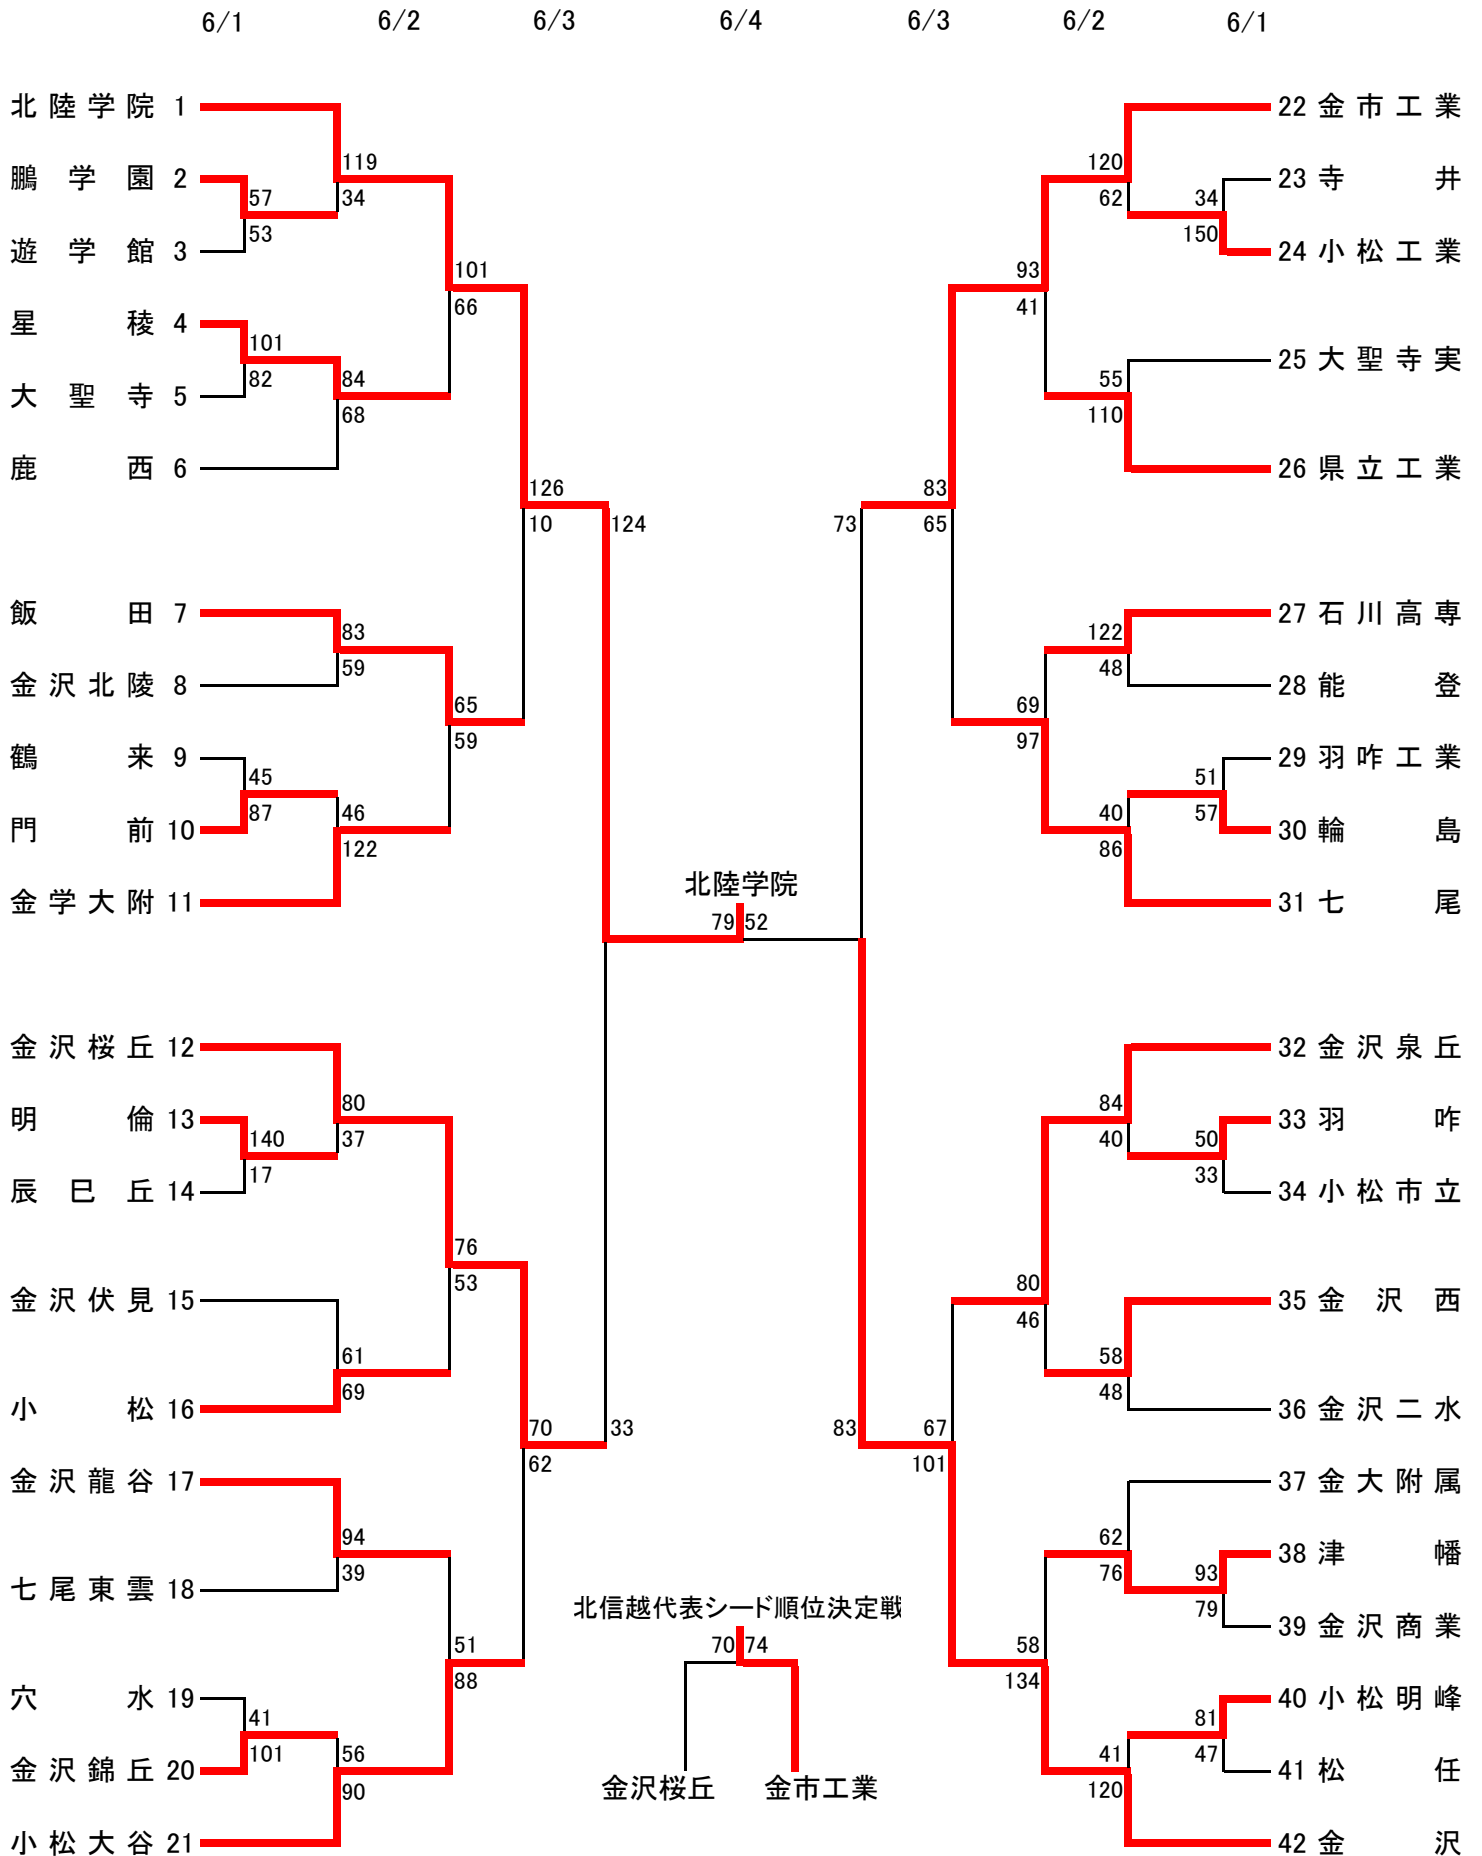 6/1 6/2 6/3 6/4 6/3 6/2 6/1
北陸学院 1
119
34
鵬学園 2
57
53
遊学館 3
101
66
星稜 4
101
82
大聖寺 5
84
68
鹿西 6
126
10
124
飯田 7
83
59
金沢北陵 8
65
59
鶴来 9
45
87
門前 10
46
122
金学大附 11
金沢桜丘 12
80
37
明倫 13
140
17
辰巳丘 14
76
53
金沢伏見 15
61
69
小松 16
70
62
33
金沢龍谷 17
94
39
七尾東雲 18
51
88
穴水 19
41
101
金沢錦丘 20
56
90
小松大谷 21
北陸学院
79 52
22 金市工業
120
62
23 寺井
34
150
24 小松工業
93
41
25 大聖寺実
55
110
26 県立工業
83
65
73
27 石川高専
122
48
28 能登
69
97
29 羽咋工業
51
57
30 輪島
40
86
31 七尾
32 金沢泉丘
84
40
33 羽咋
50
33
34 小松市立
80
46
35 金沢西
58
48
36 金沢二水
83
67
101
37 金大附属
62
76
38 津幡
93
79
39 金沢商業
58
134
40 小松明峰
81
47
41 松任
41
120
42 金沢
北信越代表シード順位決定戦
70 74
金沢桜丘 金市工業